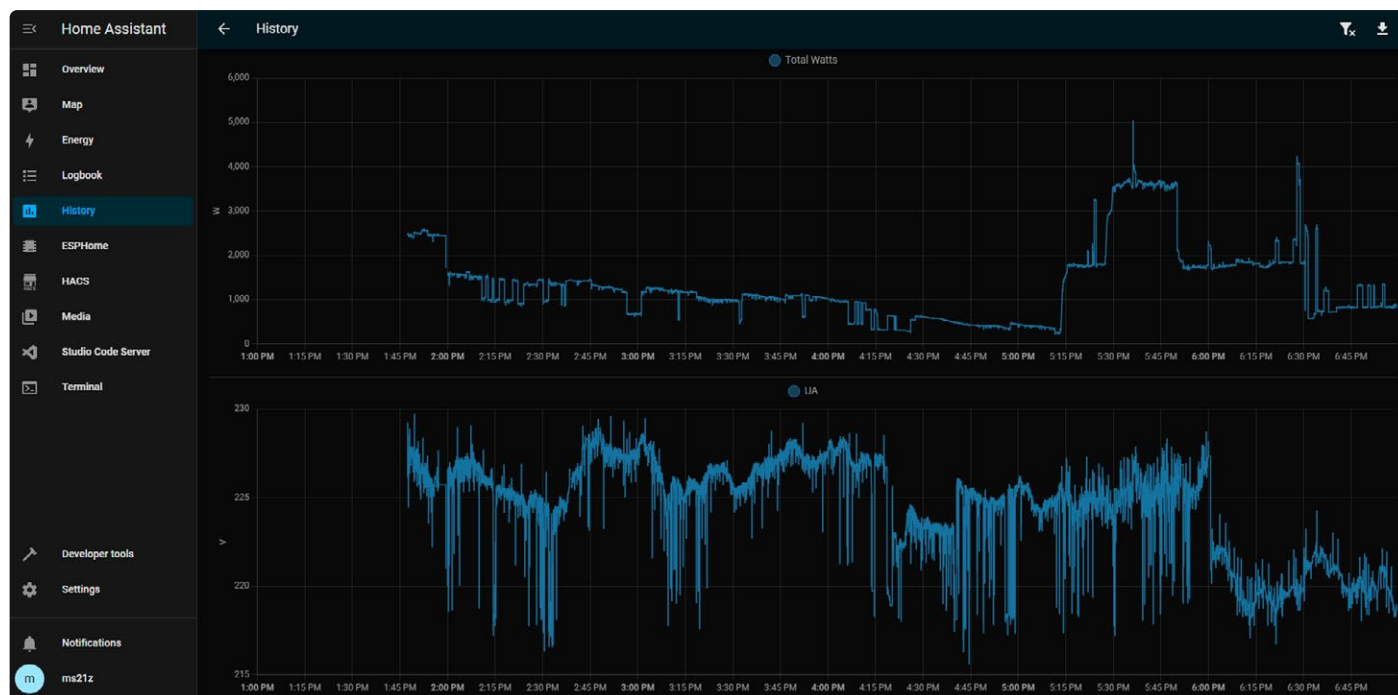 Home Assistant
Overview
Map
Energy
Logbook
History
ESPHome
HACS
Media
Studio Code Server
Terminal
Developer tools
Settings
Notifications
m ms21z
History
Total Watts
6,000
5,000
4,000
W 3,000
2,000
1,000
0
1:00 PM 1:15 PM 1:30 PM 1:45 PM 2:00 PM 2:15 PM 2:30 PM 2:45 PM 3:00 PM 3:15 PM 3:30 PM 3:45 PM 4:00 PM 4:15 PM 4:30 PM 4:45 PM 5:00 PM 5:15 PM 5:30 PM 5:45 PM 6:00 PM 6:15 PM 6:30 PM 6:45 PM
UA
230
225
V
220
215
1:00 PM 1:15 PM 1:30 PM 1:45 PM 2:00 PM 2:15 PM 2:30 PM 2:45 PM 3:00 PM 3:15 PM 3:30 PM 3:45 PM 4:00 PM 4:15 PM 4:30 PM 4:45 PM 5:00 PM 5:15 PM 5:30 PM 5:45 PM 6:00 PM 6:15 PM 6:30 PM 6:45 PM